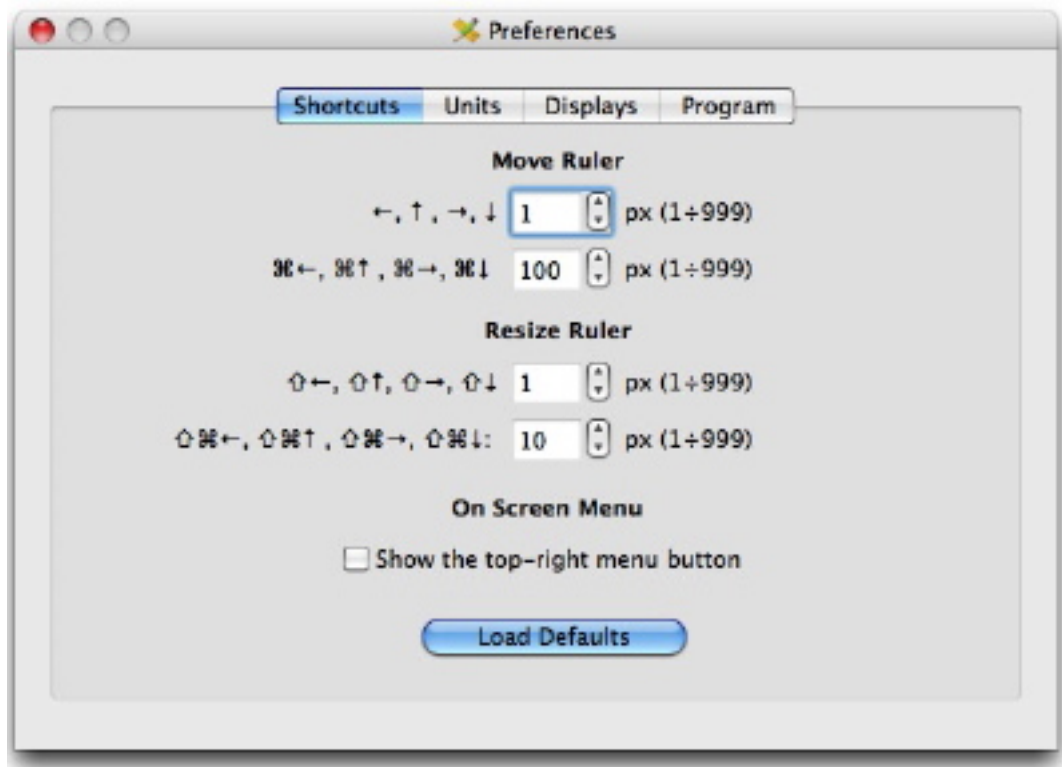 Preferences
Shortcuts Units Displays Program
Move Ruler
←, ↑ , →, ↓ 1 px (1÷999)
⌘←, ⌘↑ , ⌘→, ⌘↓ 100 px (1÷999)
Resize Ruler
⇧←, ⇧↑, ⇧→, ⇧↓ 1 px (1÷999)
⇧⌘←, ⇧⌘↑ , ⇧⌘→, ⇧⌘↓: 10 px (1÷999)
On Screen Menu
Show the top-right menu button
Load Defaults